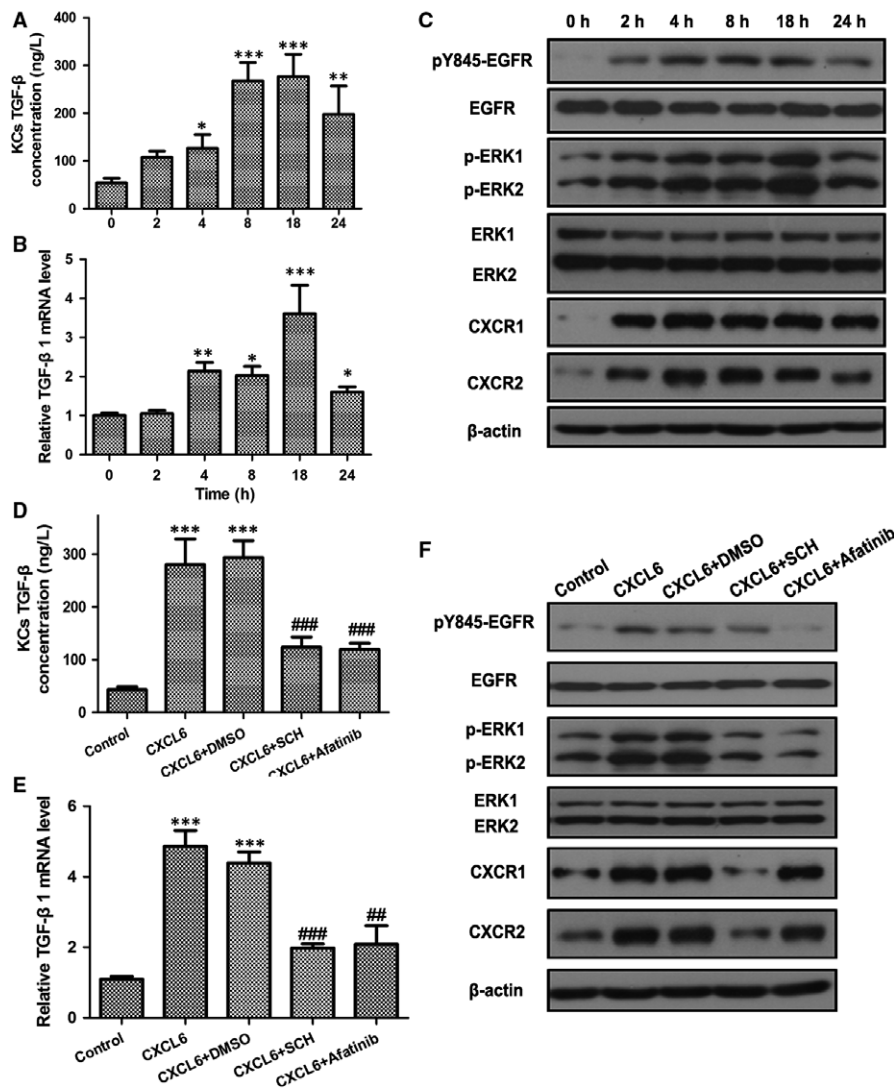 A
KCs TGF-β
concentration (ng/L)
400
300
200
100
0
*
***
***
**
0 2 4 8 18 24
B
Relative TGF-β 1 mRNA level
5
4
3
2
1
0
**
*
***
*
0 2 4 8 18 24
Time (h)
C
0 h 2 h 4 h 8 h 18 h 24 h
pY845-EGFR
EGFR
p-ERK1
p-ERK2
ERK1
ERK2
CXCR1
CXCR2
β-actin
D
KCs TGF-β
concentration (ng/L)
300
200
100
0
***
***
###
###
Control
CXCL6
CXCL6+DMSO
CXCL6+SCH
CXCL6+Afatinib
E
Relative TGF-β 1 mRNA level
6
4
2
0
***
***
###
##
Control
CXCL6
CXCL6+DMSO
CXCL6+SCH
CXCL6+Afatinib
F
Control
CXCL6
CXCL6+DMSO
CXCL6+SCH
CXCL6+Afatinib
pY845-EGFR
EGFR
p-ERK1
p-ERK2
ERK1
ERK2
CXCR1
CXCR2
β-actin